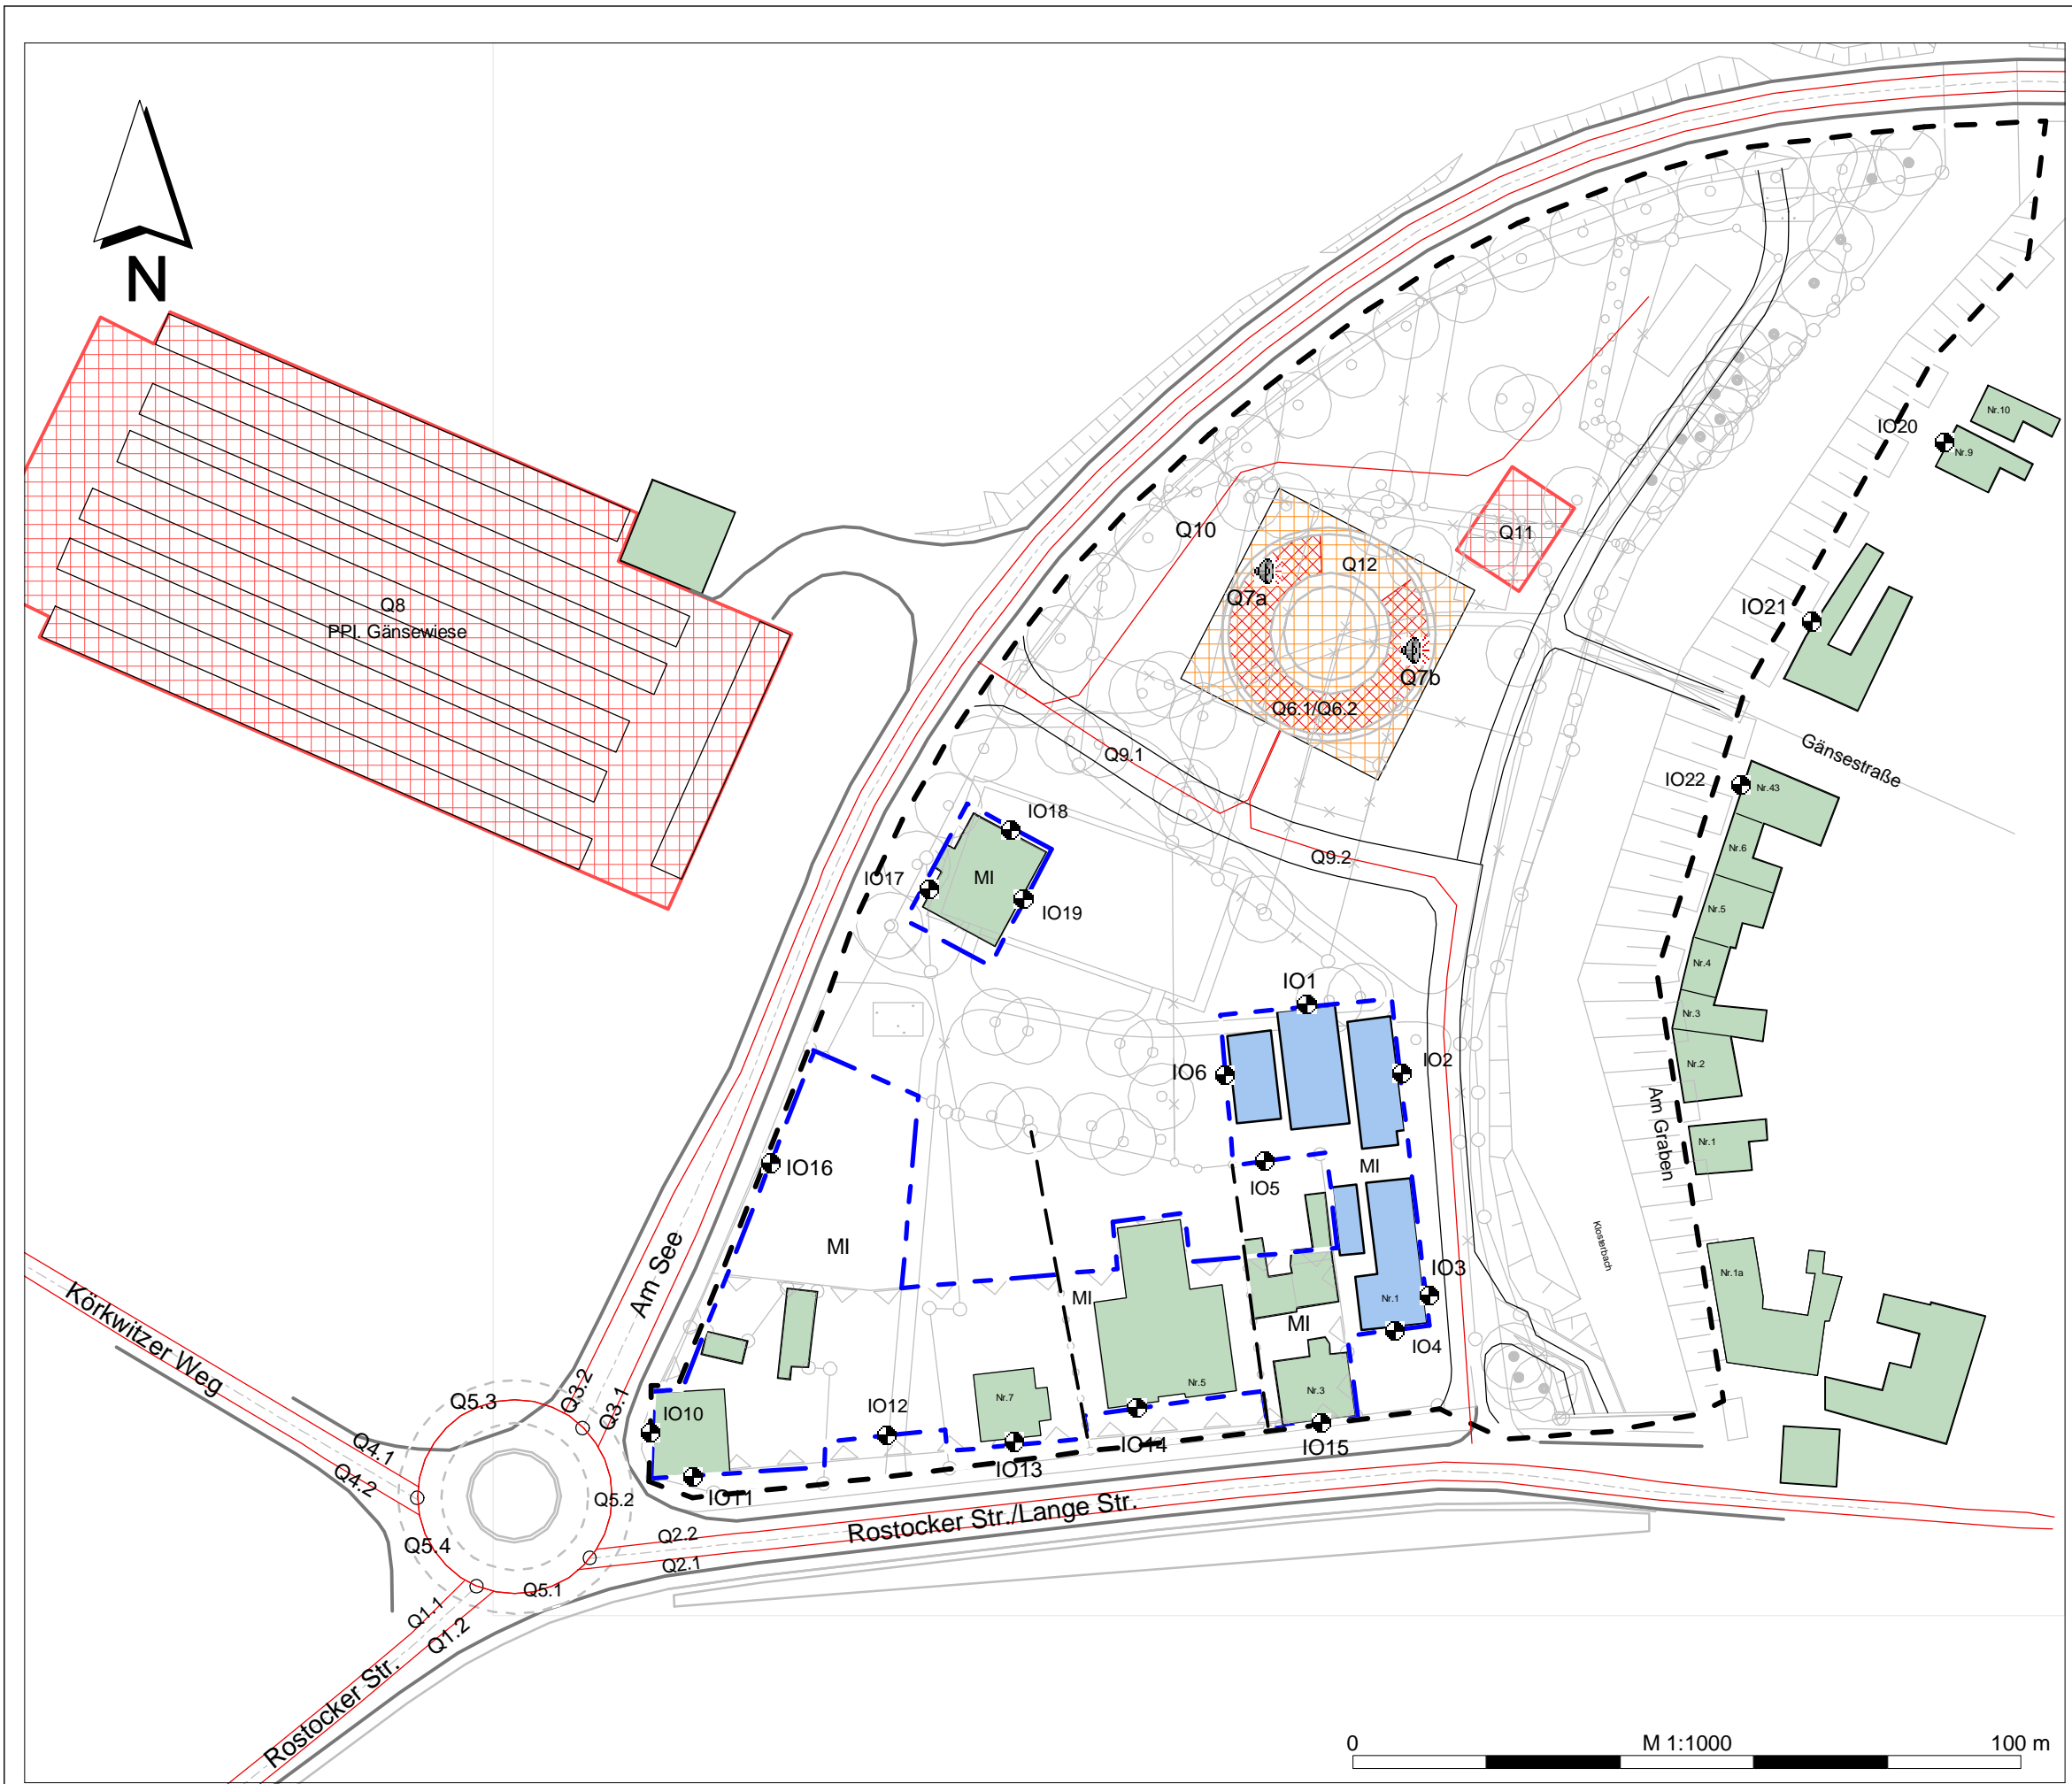 N
Q8
PPl. Gänsewiese
Q10
Q11
Q12
Q7a
Q7b
Q6.1/Q6.2
Q9.1
Q9.2
IO20
Nr.10
Nr.9
IO21
Gänsestraße
IO22
Nr.43
Nr.6
Nr.5
Nr.4
Nr.3
Nr.2
Nr.1
Nr.1a
Am Graben
Klosterbach
IO18
IO17
MI
IO19
IO1
IO6
IO2
IO5
MI
IO3
Nr.1
IO4
IO16
MI
MI
MI
Nr.5
Nr.3
Nr.7
IO10
IO11
IO12
IO13
IO14
IO15
Am See
Körkwitzer Weg
Q3.2
Q3.1
Q5.3
Q4.1
Q4.2
Q5.2
Q5.4
Q5.1
Q2.2
Q2.1
Q1.1
Q1.2
Rostocker Str./Lange Str.
Rostocker Str.
0 M 1:1000 100 m